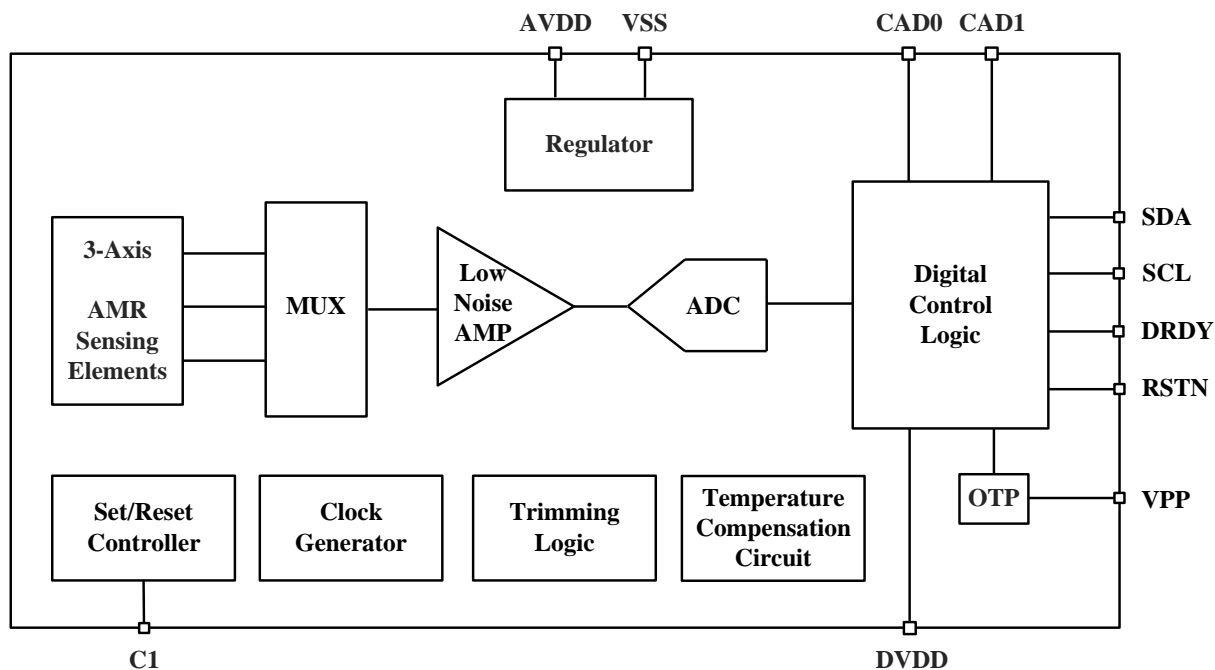 AVDD VSS CAD0 CAD1
Regulator
3-Axis
AMR
Sensing
Elements
MUX
Low
Noise
AMP
ADC
Digital
Control
Logic
SDA
SCL
DRDY
RSTN
Set/Reset
Controller
Clock
Generator
Trimming
Logic
Temperature
Compensation
Circuit
OTP
VPP
C1
DVDD